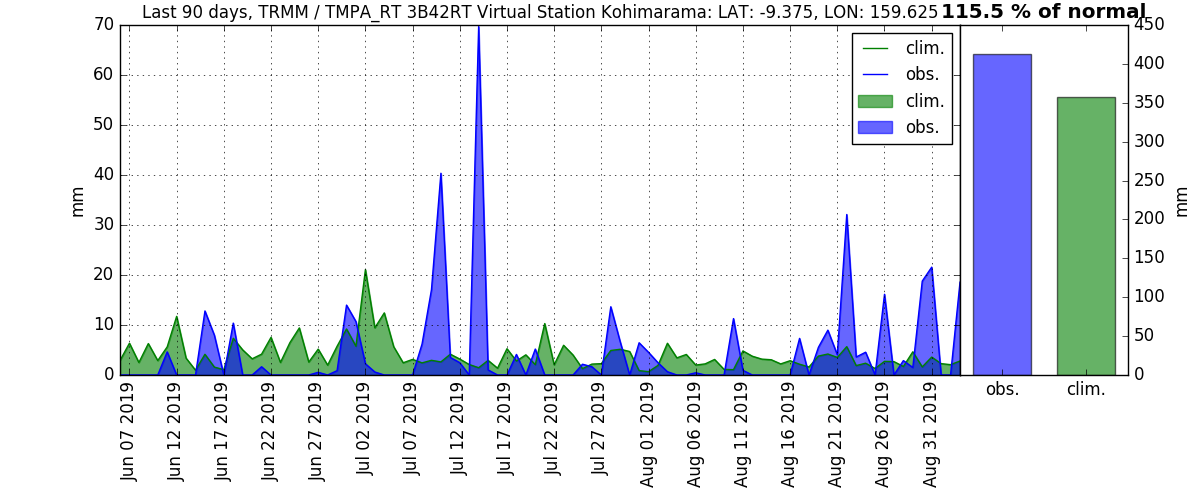 Last 90 days, TRMM / TMPA_RT 3B42RT Virtual Station Kohimarama: LAT: -9.375, LON: 159.625 115.5 % of normal
70
60
50
40
30
20
10
0
mm
clim.
obs.
clim.
obs.
450
400
350
300
250
200
150
100
50
0
mm
Jun 07 2019
Jun 12 2019
Jun 17 2019
Jun 22 2019
Jun 27 2019
Jul 02 2019
Jul 07 2019
Jul 12 2019
Jul 17 2019
Jul 22 2019
Jul 27 2019
Aug 01 2019
Aug 06 2019
Aug 11 2019
Aug 16 2019
Aug 21 2019
Aug 26 2019
Aug 31 2019
obs.
clim.